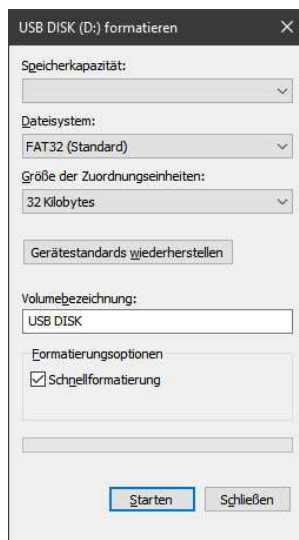 USB DISK (D:) formatieren
Speicherkapazität:
Dateisystem:
FAT32 (Standard)
Größe der Zuordnungseinheiten:
32 Kilobytes
Gerätestandards wiederherstellen
Volumebezeichnung:
USB DISK
Formatierungsoptionen
Schnellformatierung
Starten Schließen